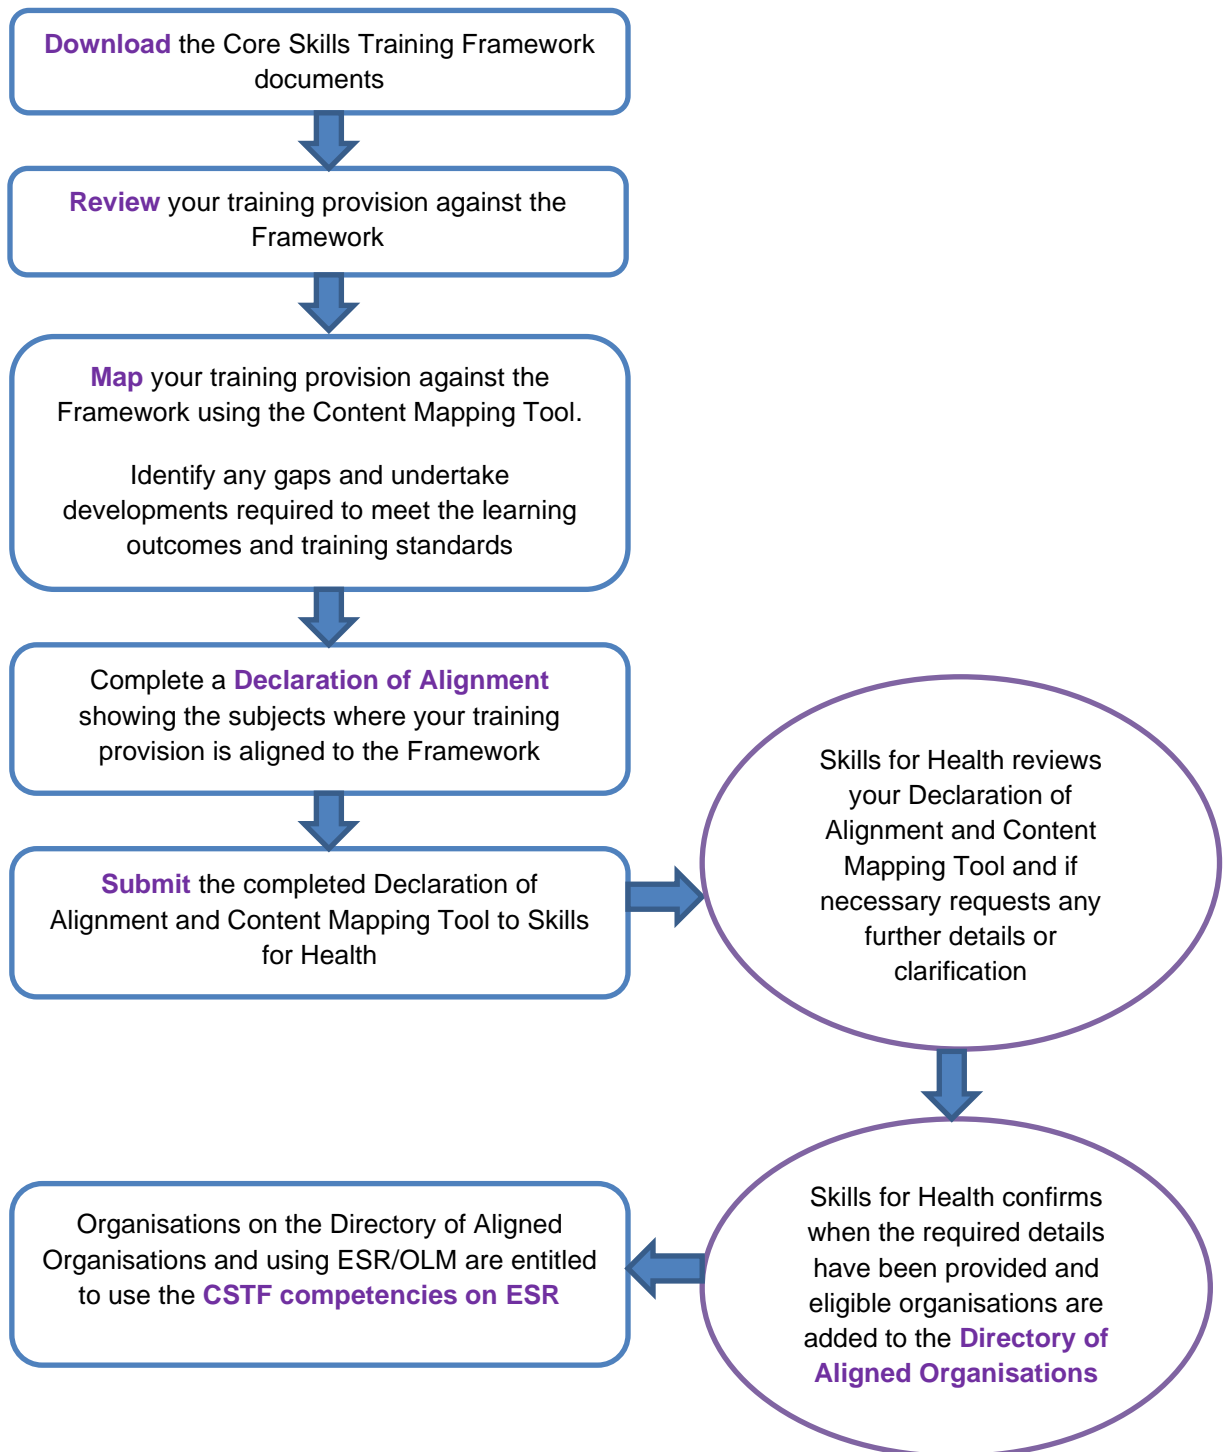 Download the Core Skills Training Framework
documents
Review your training provision against the
Framework
Map your training provision against the
Framework using the Content Mapping Tool.
Identify any gaps and undertake
developments required to meet the learning
outcomes and training standards
Complete a Declaration of Alignment
showing the subjects where your training
provision is aligned to the Framework
Submit the completed Declaration of
Alignment and Content Mapping Tool to Skills
for Health
Skills for Health reviews
your Declaration of
Alignment and Content
Mapping Tool and if
necessary requests any
further details or
clarification
Skills for Health confirms
when the required details
have been provided and
eligible organisations are
added to the Directory of
Aligned Organisations
Organisations on the Directory of Aligned
Organisations and using ESR/OLM are entitled
to use the CSTF competencies on ESR